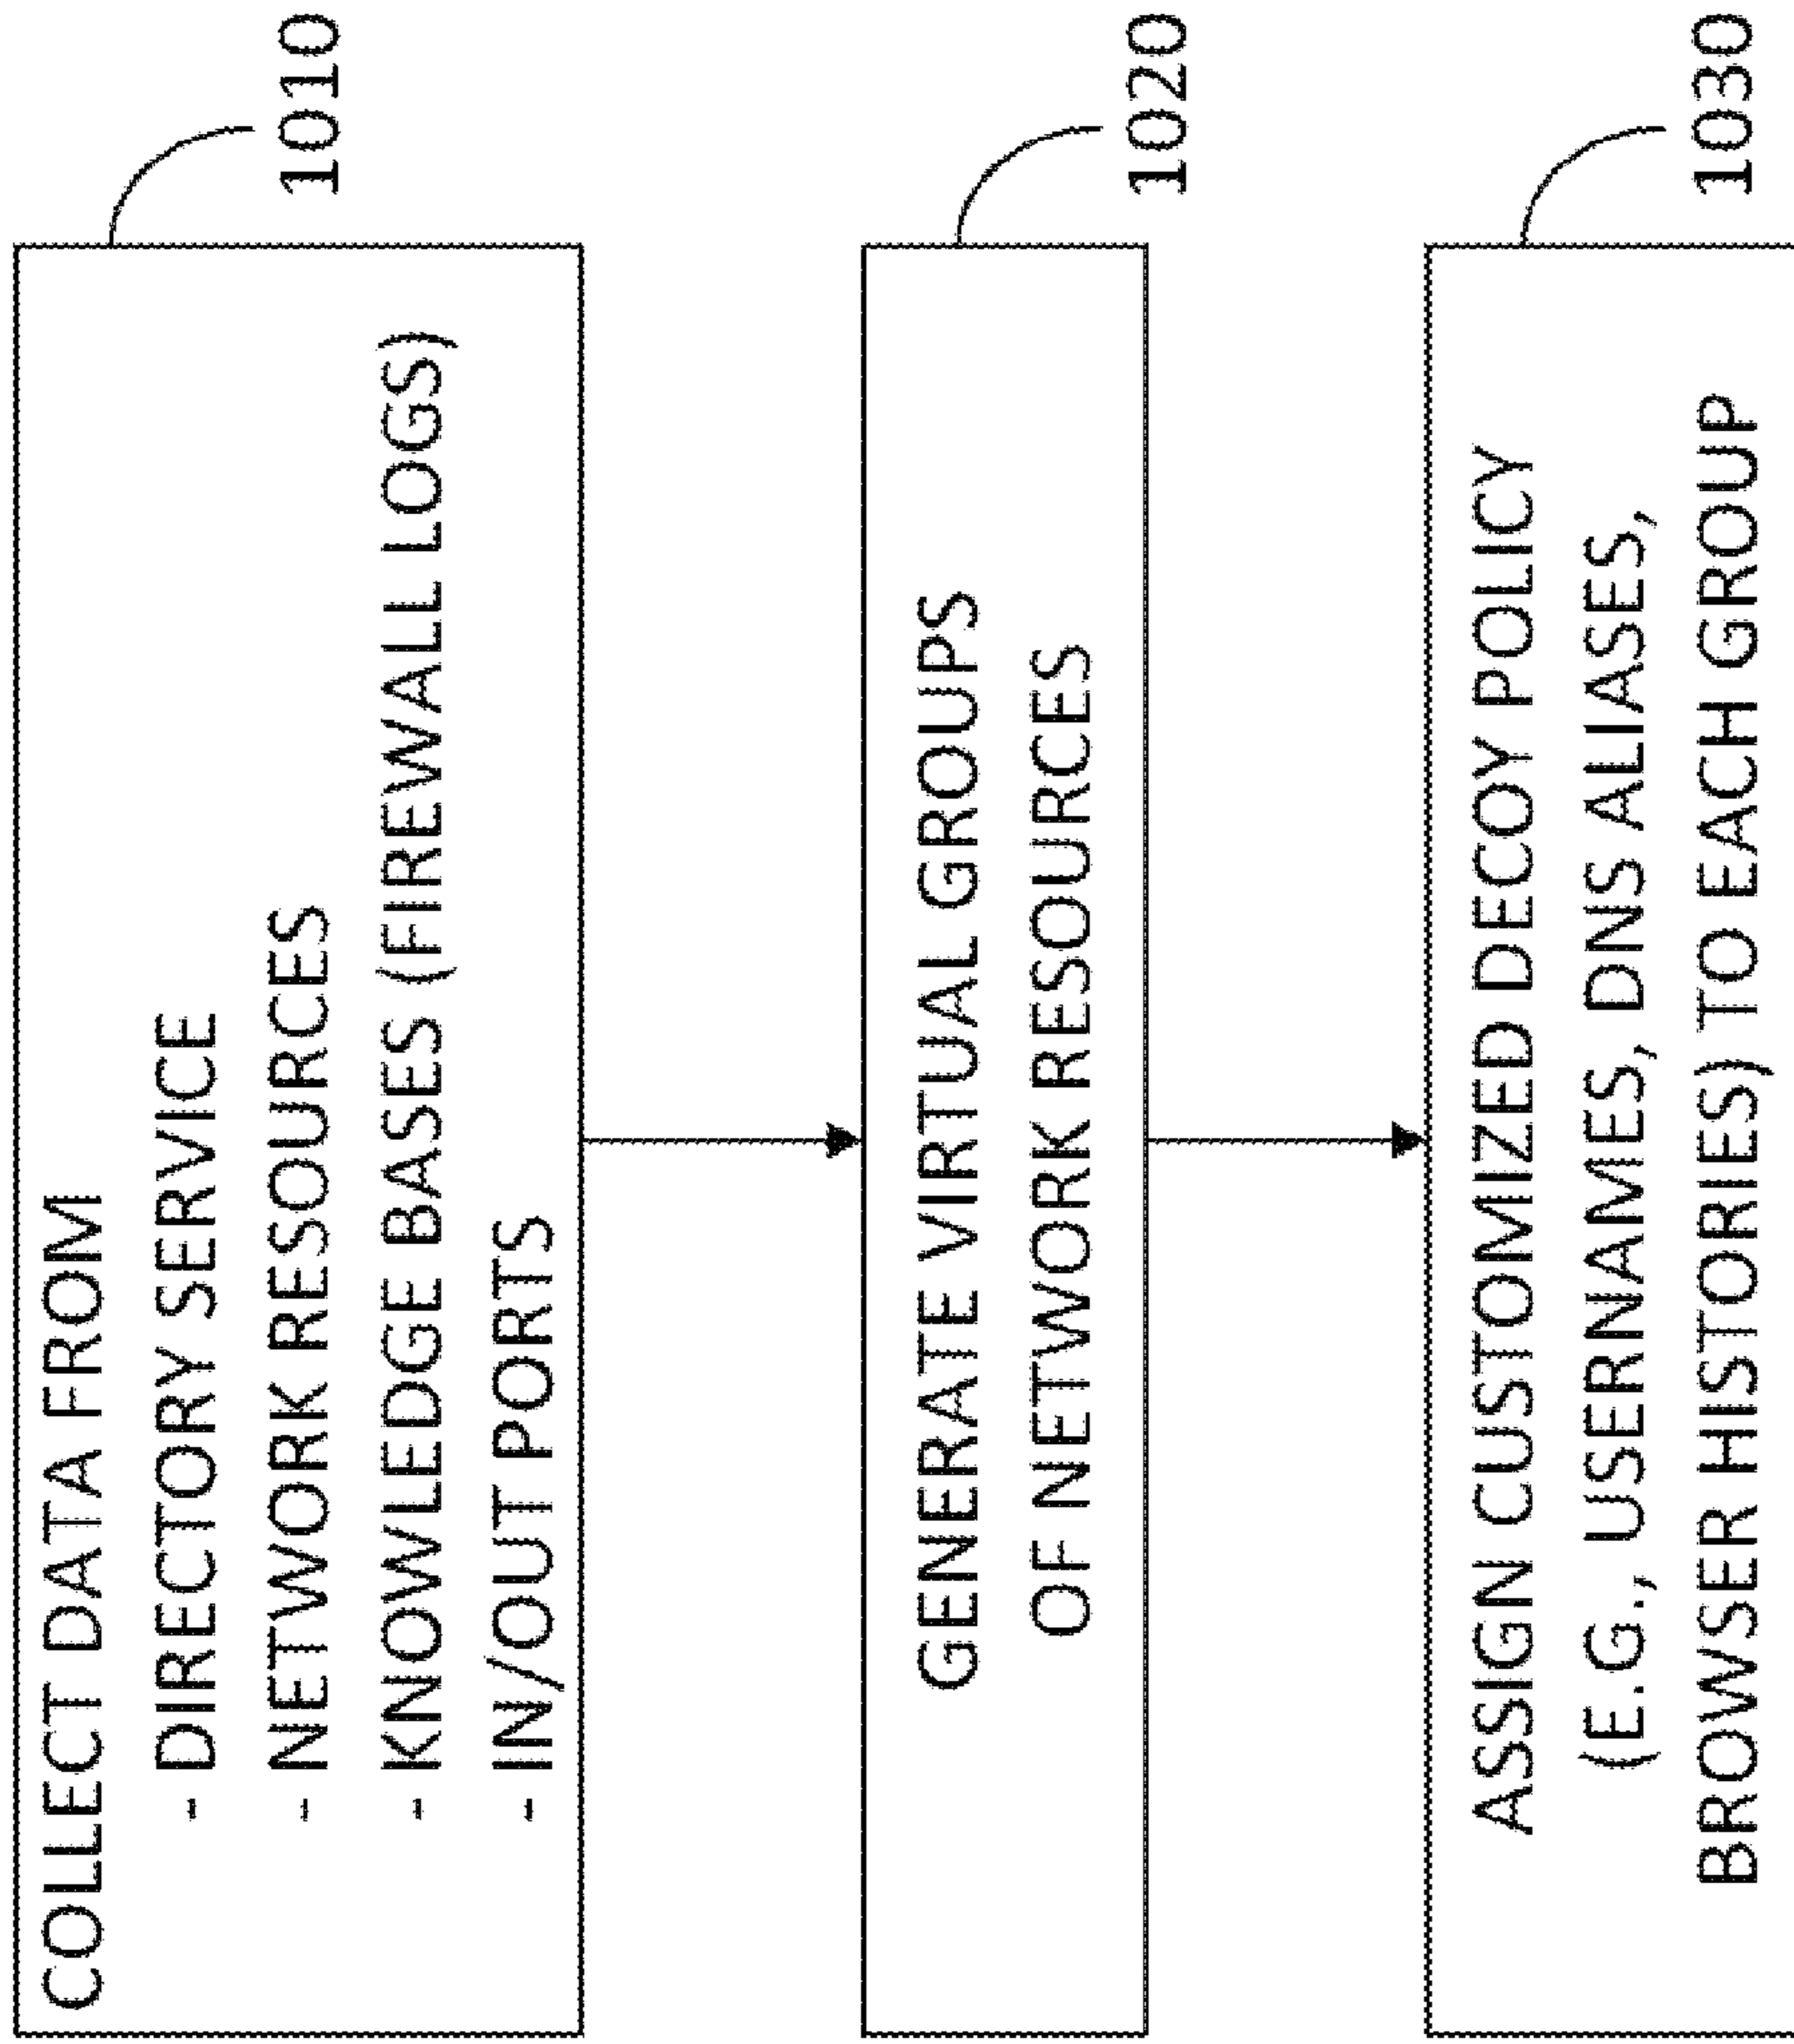 COLLECT DATA FROM
- DIRECTORY SERVICE
- NETWORK RESOURCES
- KNOWLEDGE BASES (FIREWALL LOGS)
- IN/OUT PORTS
1010
GENERATE VIRTUAL GROUPS
OF NETWORK RESOURCES
1020
ASSIGN CUSTOMIZED DECOY POLICY
(E.G., USERNAMES, DNS ALIASES,
BROWSER HISTORIES) TO EACH GROUP
1030